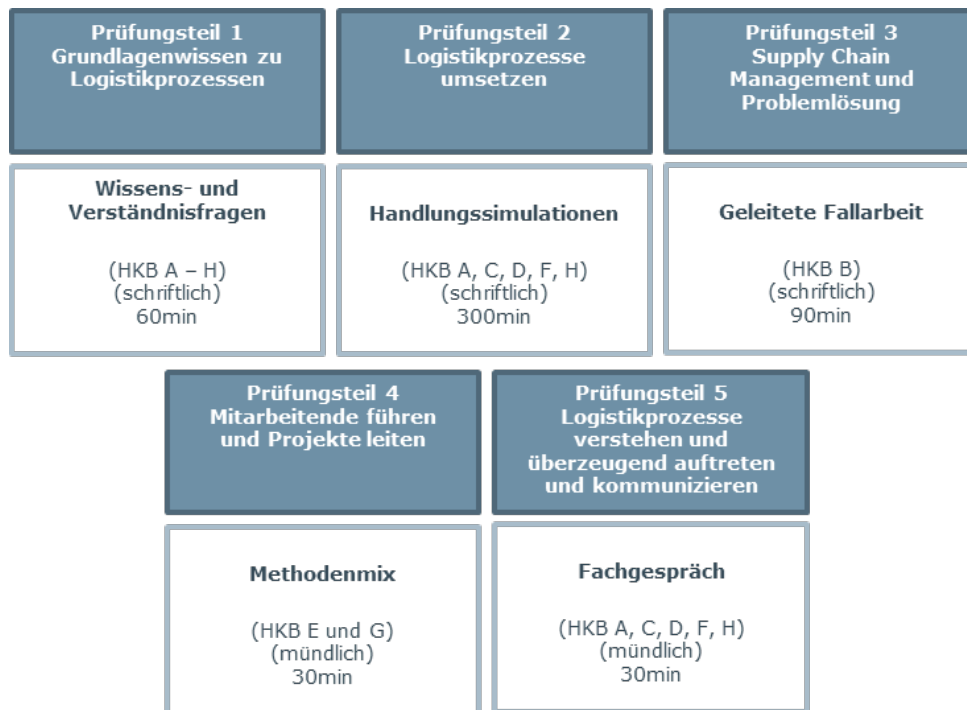 Prüfungsteil 1
Grundlagenwissen zu
Logistikprozessen
Wissens- und
Verständnisfragen
(HKB A – H)
(schriftlich)
60min
Prüfungsteil 2
Logistikprozesse
umsetzen
Handlungssimulationen
(HKB A, C, D, F, H)
(schriftlich)
300min
Prüfungsteil 3
Supply Chain
Management und
Problemlösung
Geleitete Fallarbeit
(HKB B)
(schriftlich)
90min
Prüfungsteil 4
Mitarbeitende führen
und Projekte leiten
Methodenmix
(HKB E und G)
(mündlich)
30min
Prüfungsteil 5
Logistikprozesse
verstehen und
überzeugend auftreten
und kommunizieren
Fachgespräch
(HKB A, C, D, F, H)
(mündlich)
30min